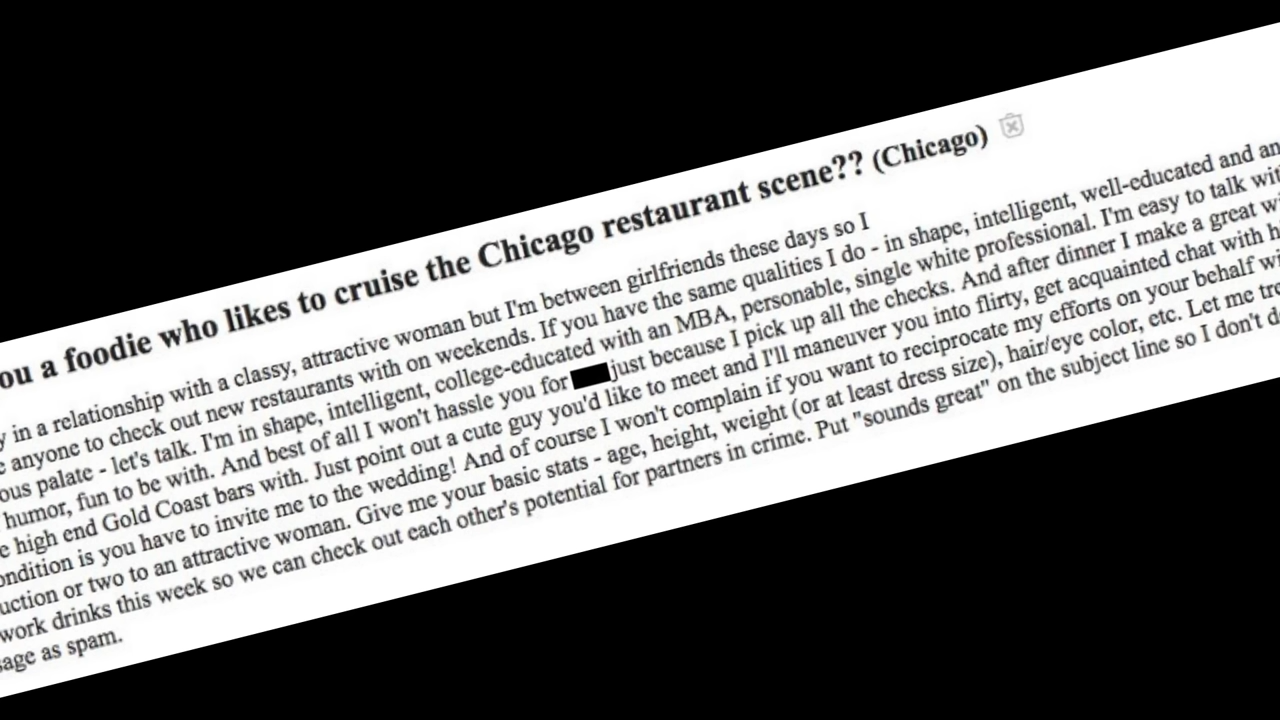 ou a foodie who likes to cruise the Chicago restaurant scene?? (Chicago)
y in a relationship with a classy, attractive woman but I'm between girlfriends these days so I
e anyone to check out new restaurants with on weekends. If you have the same qualities I do - in shape, intelligent, well-educated and an
ous palate - let's talk. I'm in shape, intelligent, college-educated with an MBA, personable, single white professional. I'm easy to talk wit
humor, fun to be with. And best of all I won't hassle you for just because I pick up all the checks. And after dinner I make a great wi
e high end Gold Coast bars with. Just point out a cute guy you'd like to meet and I'll maneuver you into flirty, get acquainted chat with h
ondition is you have to invite me to the wedding! And of course I won't complain if you want to reciprocate my efforts on your behalf wi
uction or two to an attractive woman. Give me your basic stats - age, height, weight (or at least dress size), hair/eye color, etc. Let me tre
work drinks this week so we can check out each other's potential for partners in crime. Put "sounds great" on the subject line so I don't d
sage as spam.